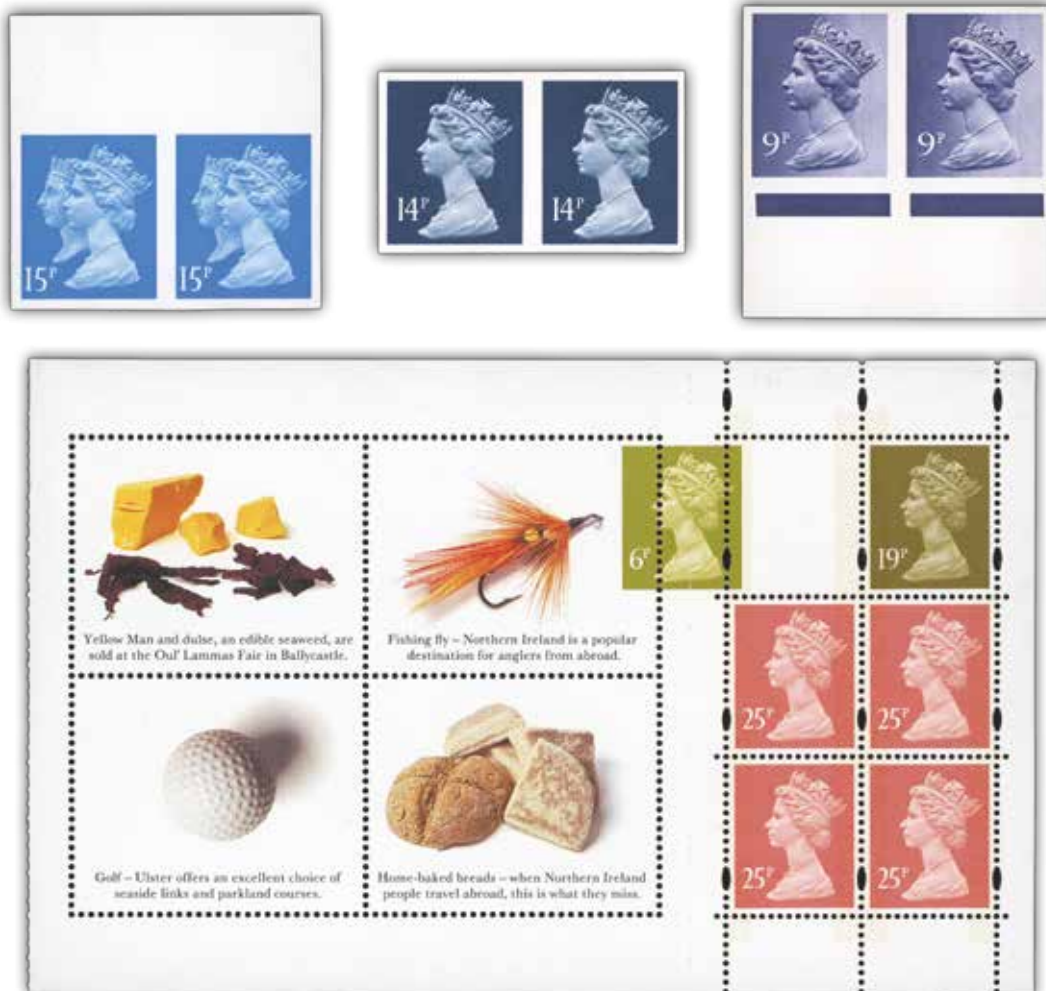 15P
15P
14P
14P
9P
9P
Yellow Man and dulse, an edible seaweed, are
sold at the Oul' Lammas Fair in Ballycastle.
Fishing fly – Northern Ireland is a popular
destination for anglers from abroad.
6P
19P
25P
25P
Golf – Ulster offers an excellent choice of
seaside links and parkland courses.
Home-baked breads – when Northern Ireland
people travel abroad, this is what they miss.
25P
25P